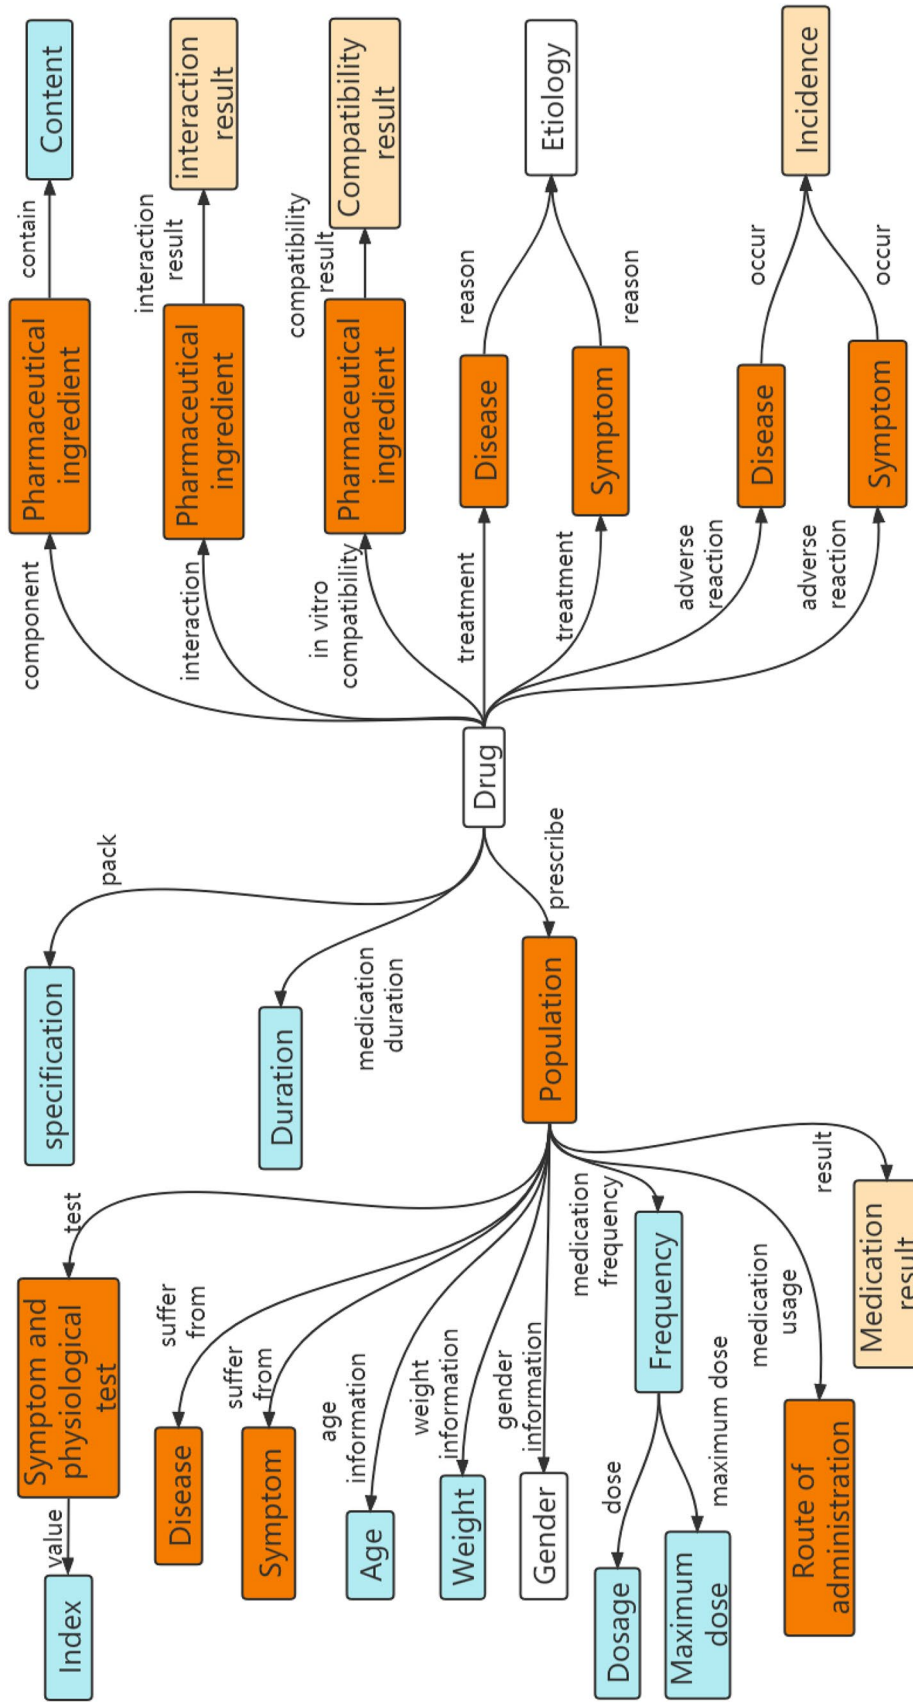 Index
value
Symptom and
physiological
test
test
Disease
suffer
from
Symptom
suffer
from
Age
age
information
Weight
weight
information
Gender
gender
information
Dosage
dose
Maximum
dose
maximum dose
Frequency
medication
frequency
Route of
administration
medication
usage
Medication
result
result
specification
pack
Duration
medication
duration
Population
prescribe
Drug
component
Pharmaceutical
ingredient
contain
Content
interaction
Pharmaceutical
ingredient
interaction
result
interaction
result
in vitro
compatibility
Pharmaceutical
ingredient
compatibility
result
Compatibility
result
treatment
Disease
reason
treatment
Symptom
reason
Etiology
adverse
reaction
Disease
occur
adverse
reaction
Symptom
occur
Incidence